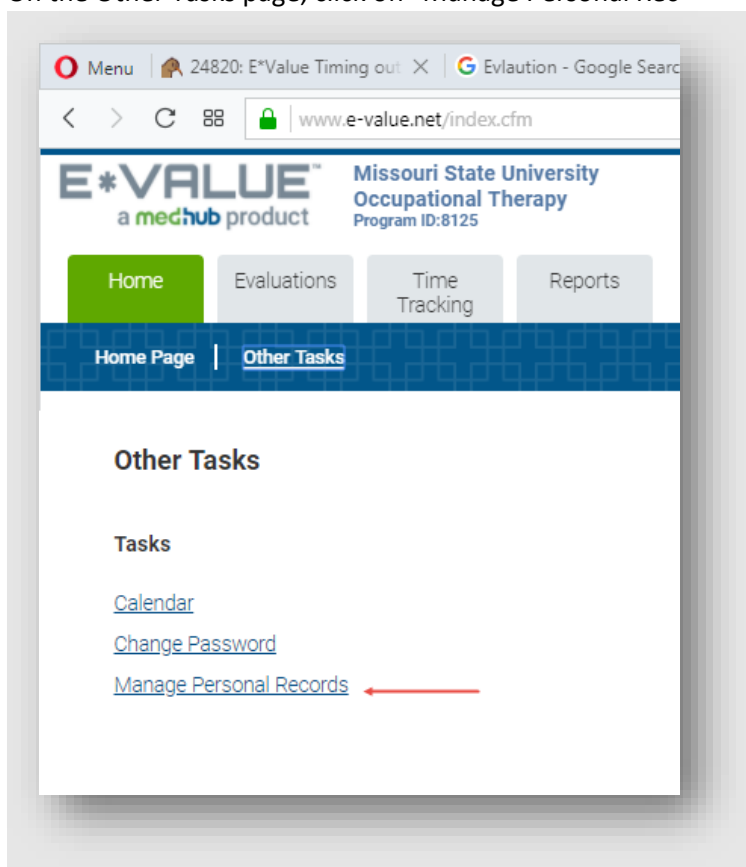 On the Other Tasks page, click on "Manage Personal Rec
Menu 24820: E*Value Timing out G Evlaution - Google Searc
www.e-value.net/index.cfm
E*VALUE™ Missouri State University
a medhub product Occupational Therapy
Program ID:8125
Home Evaluations Time Reports
Tracking
Home Page | Other Tasks
Other Tasks
Tasks
Calendar
Change Password
Manage Personal Records